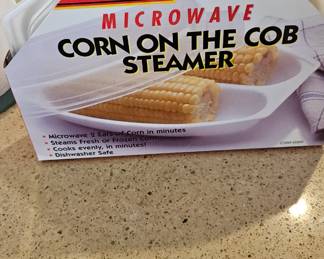 MICROWAVE
CORN ON THE COB
STEAMER
• Microwave 2 Ears of Corn in minutes
• Steams Fresh or Frozen Corn
• Cooks evenly, in minutes!
• Dishwasher Safe